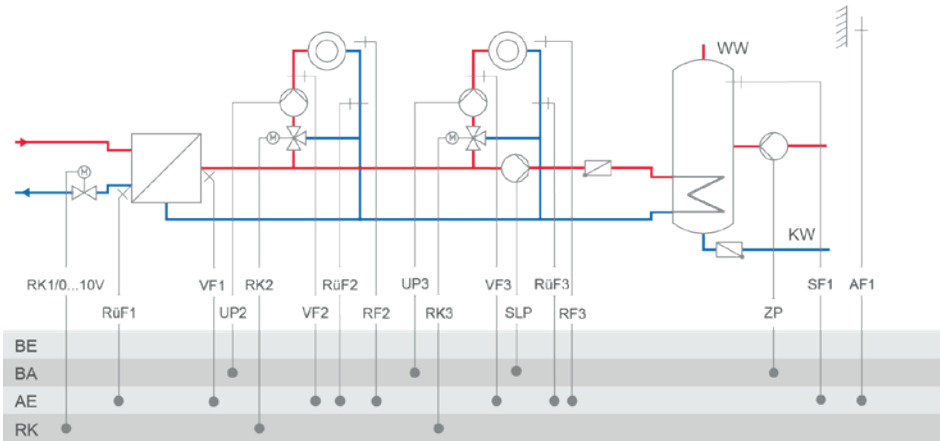 WW
M
M
M
KW
RK1/0...10V VF1 RK2 RüF2 UP3 VF3 RüF3 SF1 AF1
RüF1 UP2 VF2 RF2 RK3 SLP RF3 ZP
BE
BA
AE
RK